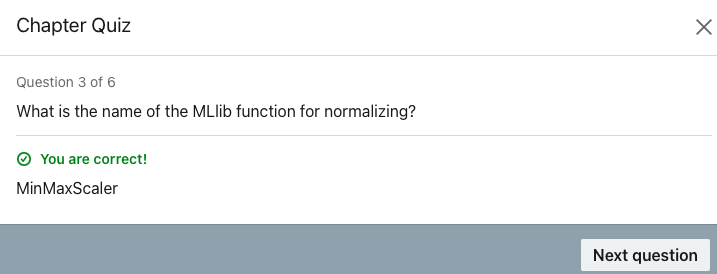 Chapter Quiz
Question 3 of 6
What is the name of the MLlib function for normalizing?
You are correct!
MinMaxScaler
Next question